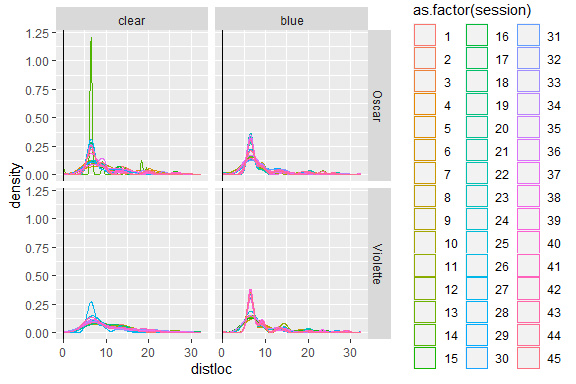 clear
blue
1.25
1.00
0.75
0.50
0.25
0.00
Oscar
1.25
1.00
0.75
0.50
0.25
0.00
Violette
density
0 10 20 30
0 10 20 30
distloc
as.factor(session)
1 16 31
2 17 32
3 18 33
4 19 34
5 20 35
6 21 36
7 22 37
8 23 38
9 24 39
10 25 40
11 26 41
12 27 42
13 28 43
14 29 44
15 30 45